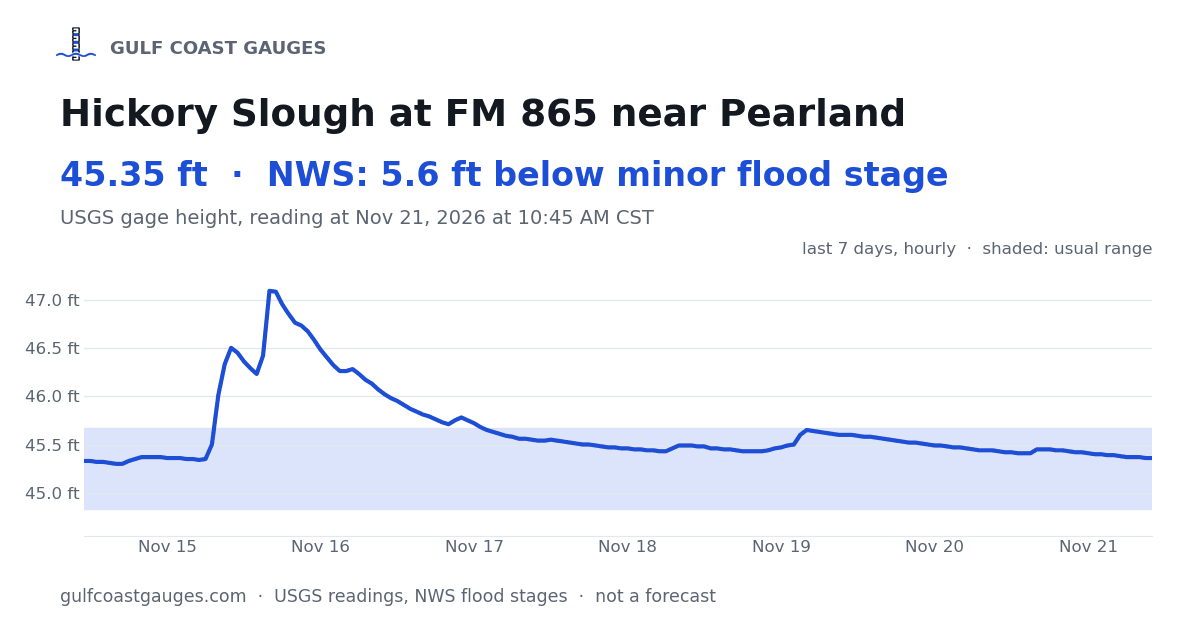 GULF COAST GAUGES
Hickory Slough at FM 865 near Pearland
45.35 ft · NWS: 5.6 ft below minor flood stage
USGS gage height, reading at Nov 21, 2026 at 10:45 AM CST
last 7 days, hourly · shaded: usual range
47.0 ft
46.5 ft
46.0 ft
45.5 ft
45.0 ft
Nov 15 Nov 16 Nov 17 Nov 18 Nov 19 Nov 20 Nov 21
gulfcoastgauges.com · USGS readings, NWS flood stages · not a forecast